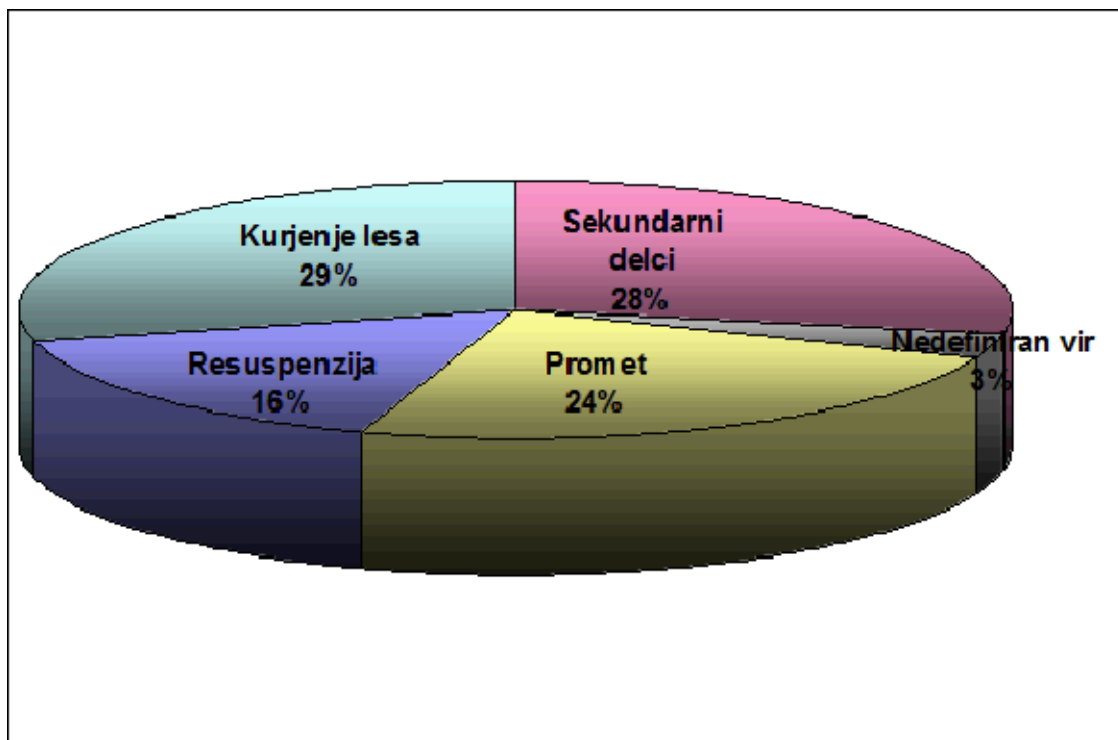 Kurjenje lesa
29%
Sekundarni
delci
28%
Nedefiniran vir
3%
Resuspenzija
16%
Promet
24%